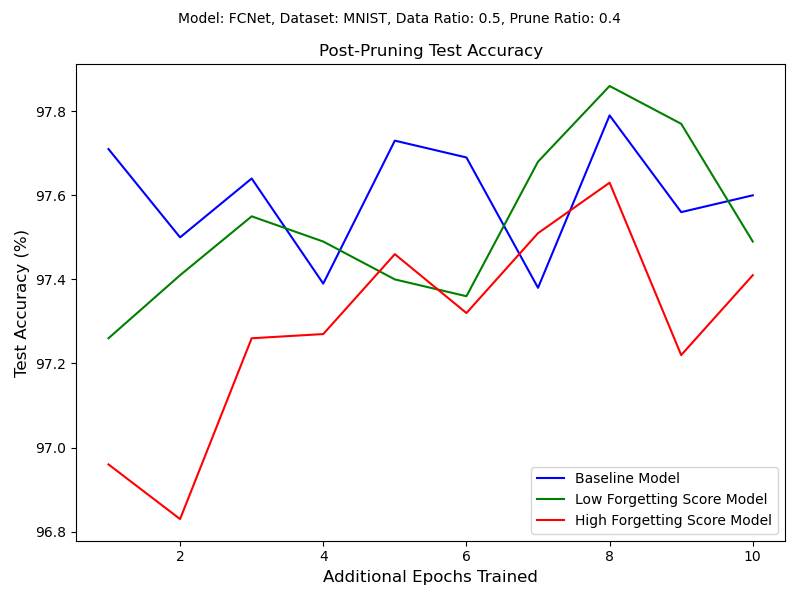 Model: FCNet, Dataset: MNIST, Data Ratio: 0.5, Prune Ratio: 0.4
Post-Pruning Test Accuracy
Test Accuracy (%)
97.8
97.6
97.4
97.2
97.0
96.8
Baseline Model
Low Forgetting Score Model
High Forgetting Score Model
2 4 6 8 10
Additional Epochs Trained